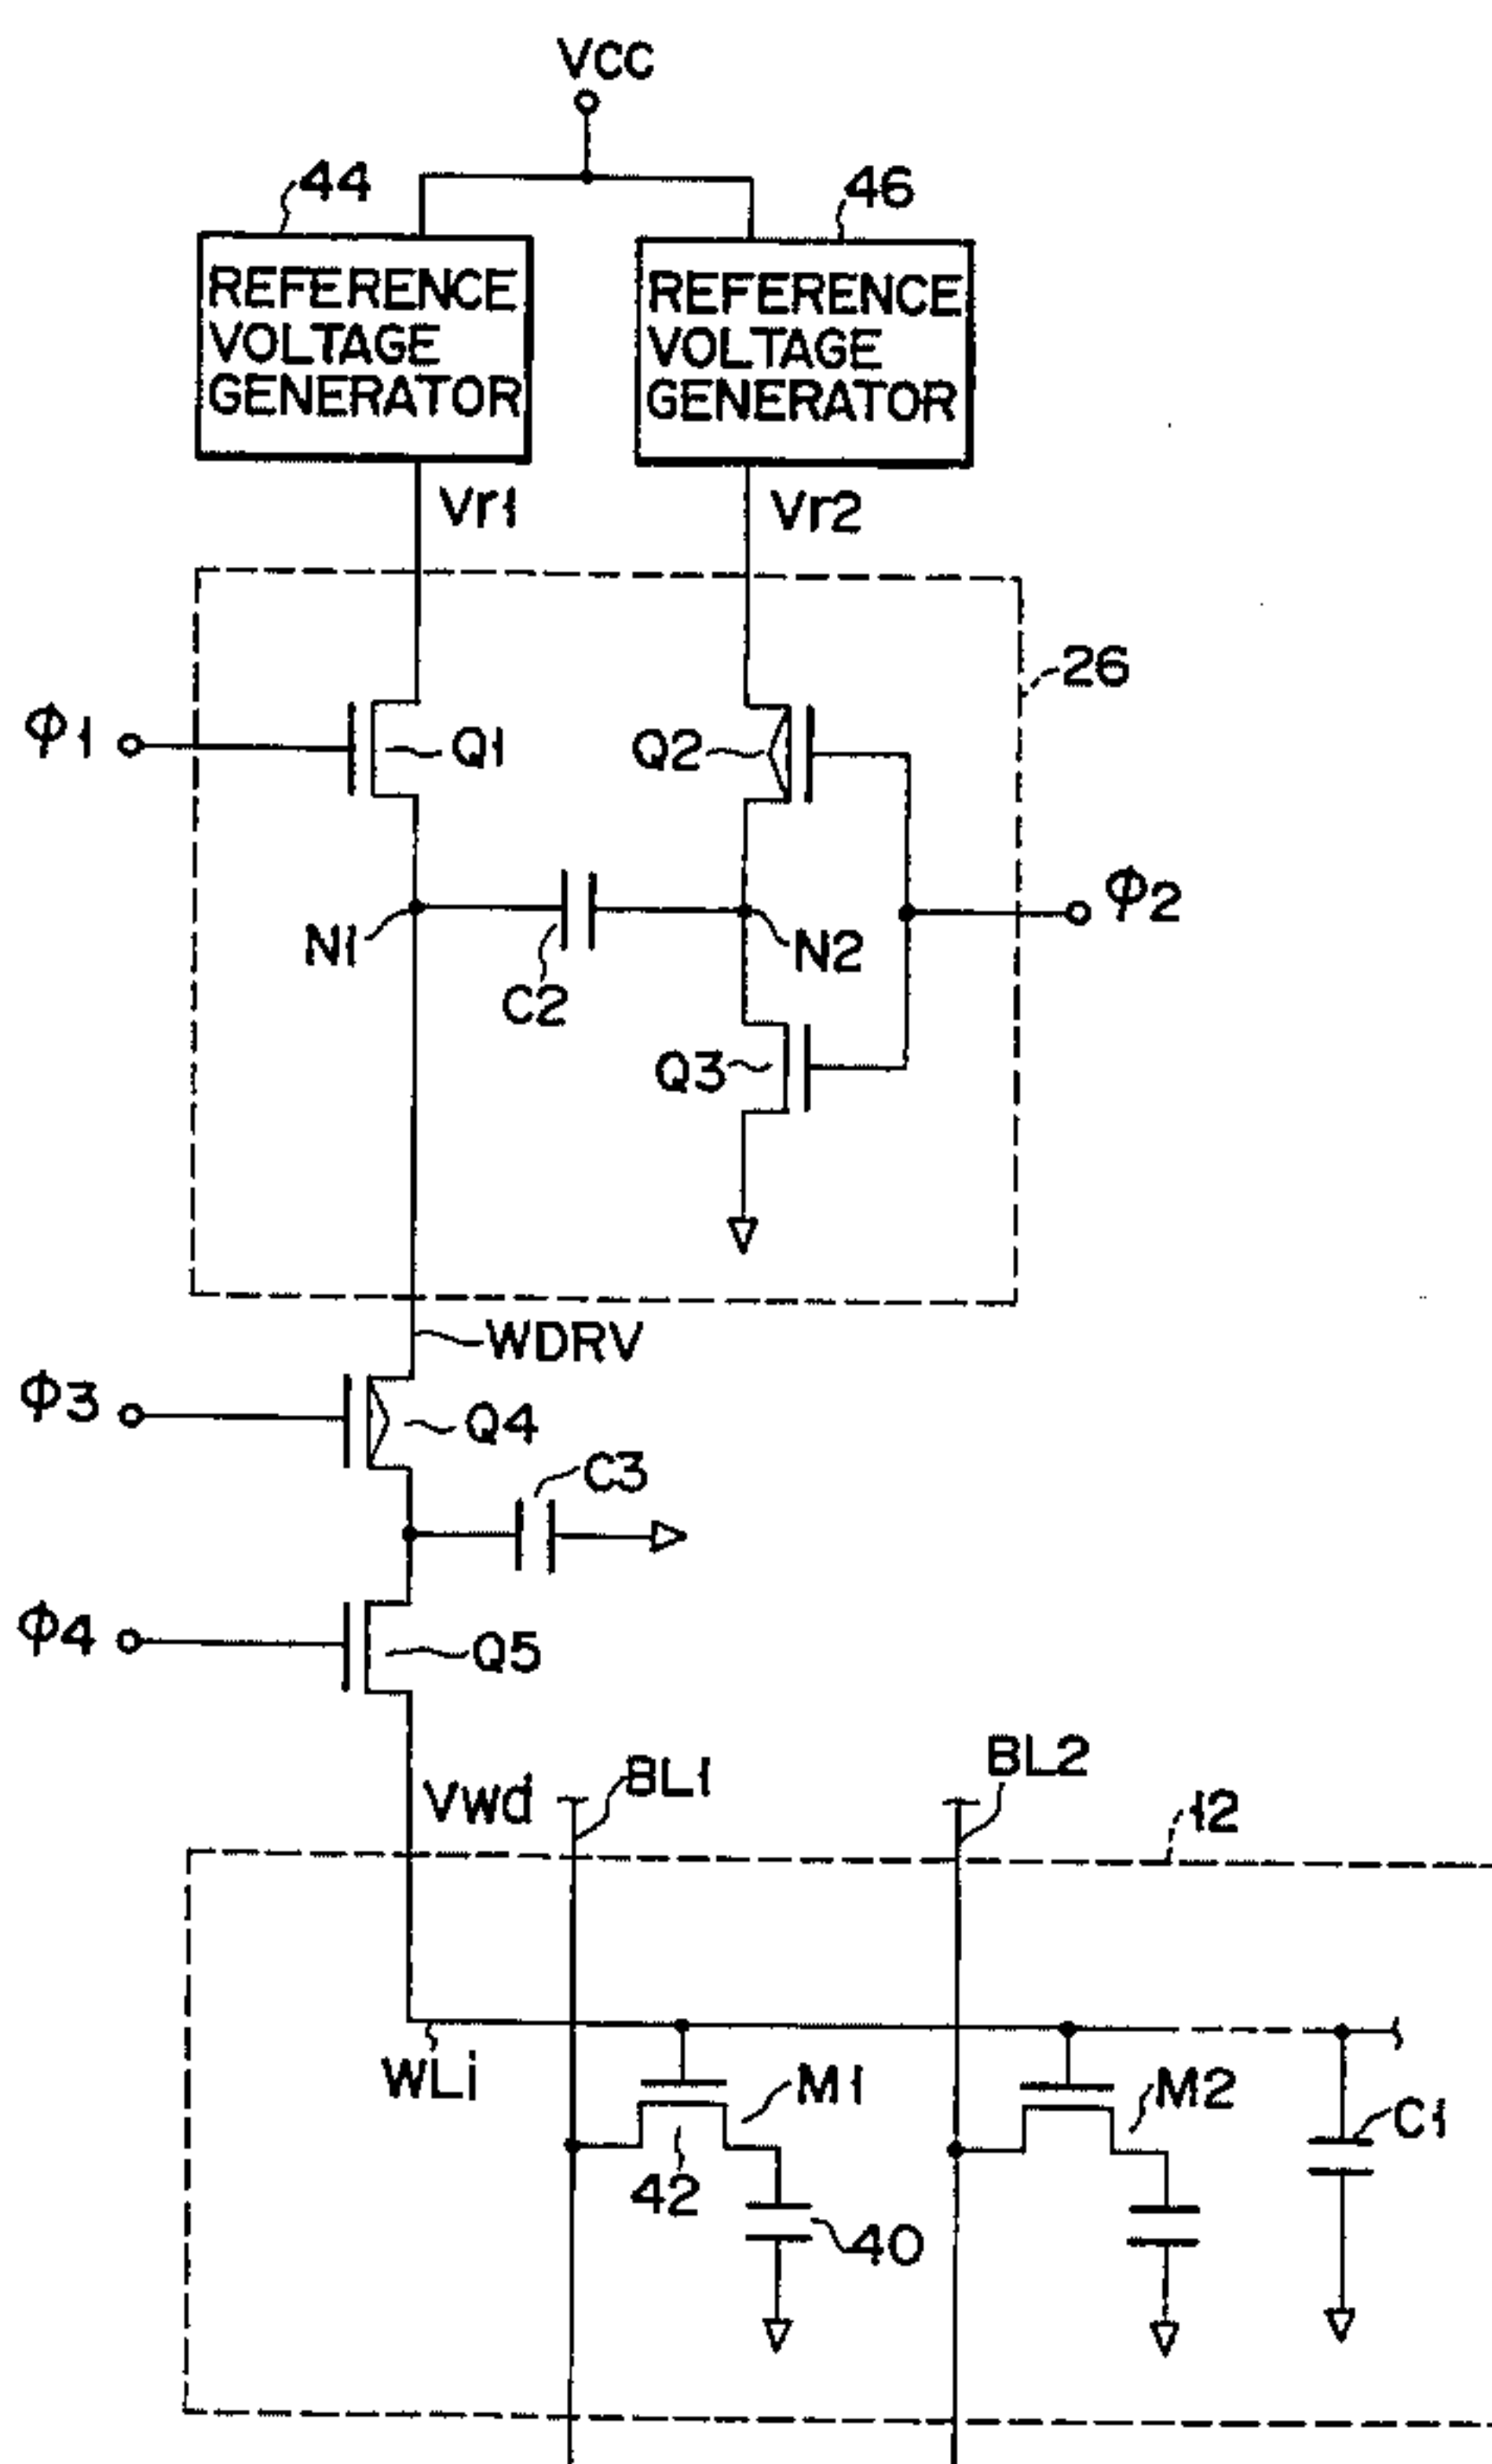 VCC
44
46
REFERENCE
VOLTAGE
GENERATOR
REFERENCE
VOLTAGE
GENERATOR
Vr1
Vr2
26
Φ1
Q1
Q2
Φ2
N1
N2
C2
Q3
WDRV
Φ3
Q4
C3
Φ4
Q5
Vwd
BL1
BL2
12
WLi
M1
M2
C1
42
40